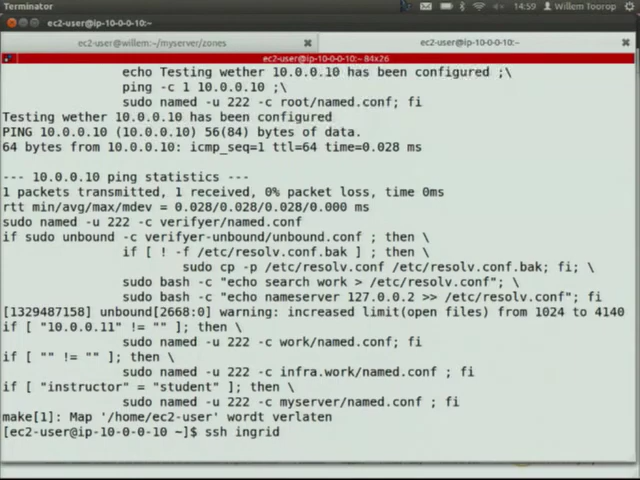 Terminator
14:59 Willem Toorop
ec2-user@ip-10-0-0-10:~
ec2-user@willem:~/myserver/zones
ec2-user@ip-10-0-0-10:~
ec2-user@ip-10-0-0-10:~ 84x26
echo Testing wether 10.0.0.10 has been configured ;\
ping -c 1 10.0.0.10 ;\
sudo named -u 222 -c root/named.conf; fi
Testing wether 10.0.0.10 has been configured
PING 10.0.0.10 (10.0.0.10) 56(84) bytes of data.
64 bytes from 10.0.0.10: icmp_seq=1 ttl=64 time=0.028 ms
--- 10.0.0.10 ping statistics ---
1 packets transmitted, 1 received, 0% packet loss, time 0ms
rtt min/avg/max/mdev = 0.028/0.028/0.028/0.000 ms
sudo named -u 222 -c verifyer/named.conf
if sudo unbound -c verifyer-unbound/unbound.conf ; then \
if [ ! -f /etc/resolv.conf.bak ] ; then \
sudo cp -p /etc/resolv.conf /etc/resolv.conf.bak; fi; \
sudo bash -c "echo search work > /etc/resolv.conf"; \
sudo bash -c "echo nameserver 127.0.0.2 >> /etc/resolv.conf"; fi
[1329487158] unbound[2668:0] warning: increased limit(open files) from 1024 to 4140
if [ "10.0.0.11" != "" ]; then \
sudo named -u 222 -c work/named.conf; fi
if [ "" != "" ]; then \
sudo named -u 222 -c infra.work/named.conf ; fi
if [ "instructor" = "student" ]; then \
sudo named -u 222 -c myserver/named.conf ; fi
make[1]: Map '/home/ec2-user' wordt verlaten
[ec2-user@ip-10-0-0-10 ~]$ ssh ingrid